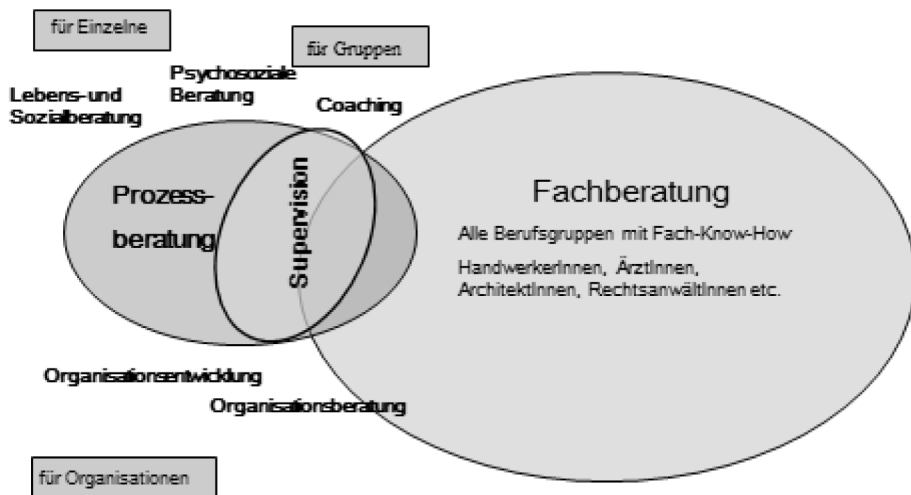 für Einzelne
für Gruppen
Psychosoziale
Beratung
Lebens-und
Sozialberatung
Coaching
Prozess-
beratung
Supervision
Fachberatung
Alle Berufsgruppen mit Fach-Know-How
HandwerkerInnen, ÄrztInnen,
ArchitektInnen, RechtsanwältInnen etc.
Organisationsentwicklung
Organisationsberatung
für Organisationen